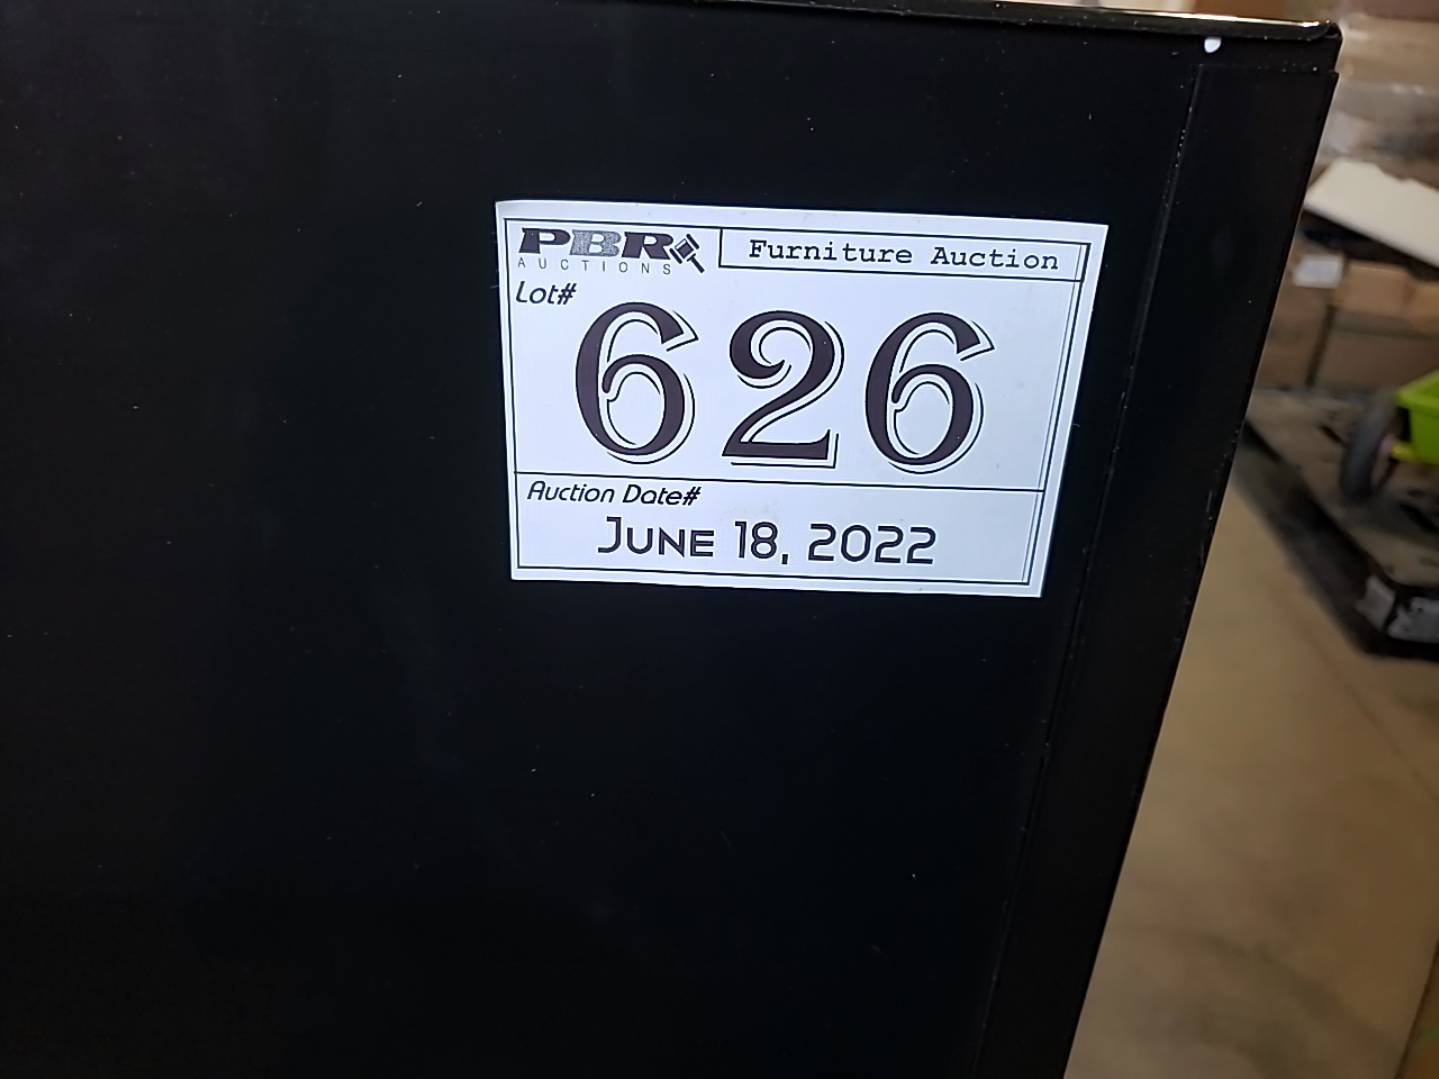 PBR
AUCTIONS
Furniture Auction
Lot#
626
Auction Date#
JUNE 18, 2022